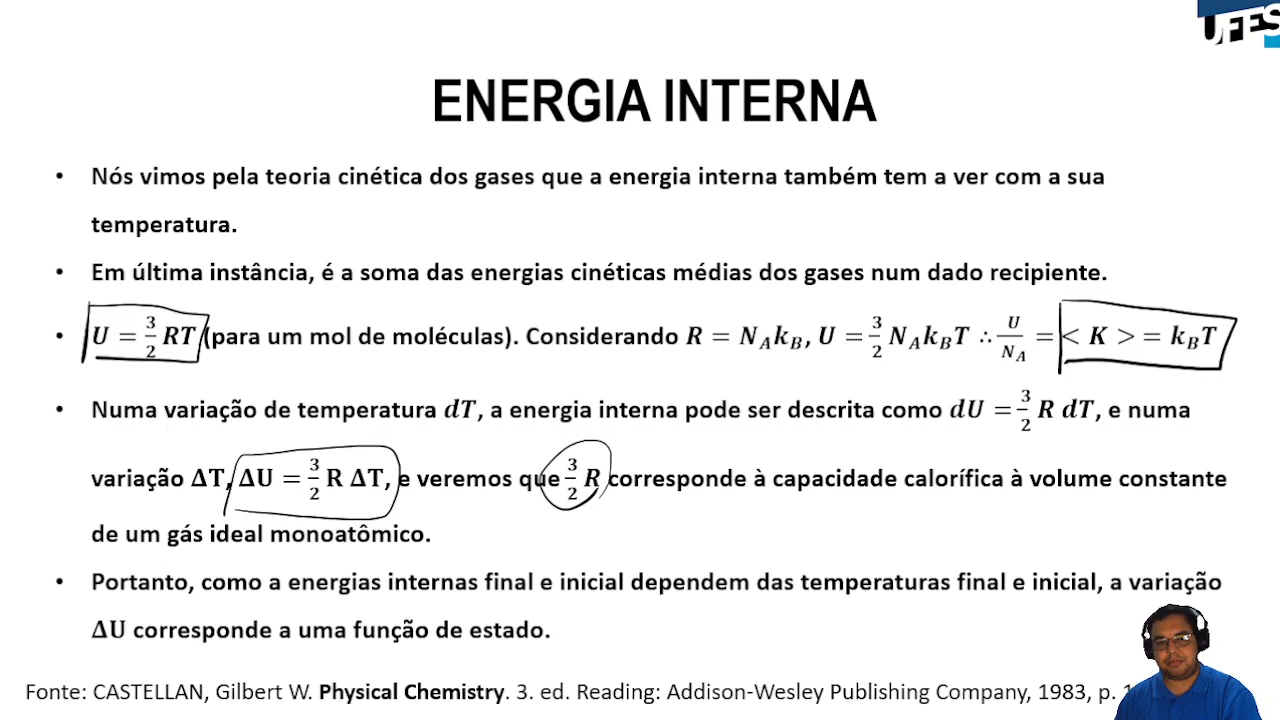 UFES
ENERGIA INTERNA
• Nós vimos pela teoria cinética dos gases que a energia interna também tem a ver com a sua
temperatura.
• Em última instância, é a soma das energias cinéticas médias dos gases num dado recipiente.
• U = 3/2 RT (para um mol de moléculas). Considerando R = N_A k_B, U = 3/2 N_A k_B T ∴ U/N_A = < K > = k_B T
• Numa variação de temperatura dT, a energia interna pode ser descrita como dU = 3/2 R dT, e numa
variação ΔT, ΔU = 3/2 R ΔT, e veremos que 3/2 R corresponde à capacidade calorífica à volume constante
de um gás ideal monoatômico.
• Portanto, como a energias internas final e inicial dependem das temperaturas final e inicial, a variação
ΔU corresponde a uma função de estado.
Fonte: CASTELLAN, Gilbert W. Physical Chemistry. 3. ed. Reading: Addison-Wesley Publishing Company, 1983, p.